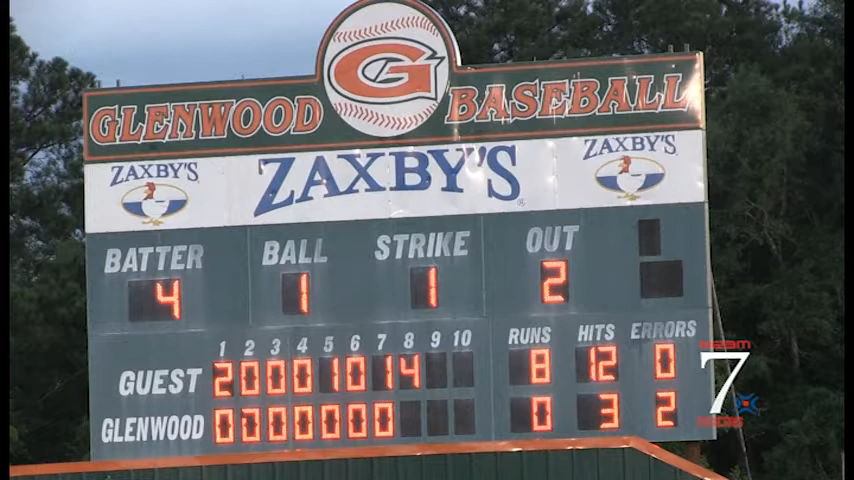 G
GLENWOOD BASEBALL
ZAXBY'S ZAXBY'S® ZAXBY'S
BATTER BALL STRIKE OUT
4 1 1 2
1 2 3 4 5 6 7 8 9 10 RUNS HITS ERRORS
GUEST 2 0 0 0 1 0 1 4 8 12 0
GLENWOOD 0 0 0 0 0 0 0 0 3 2
7